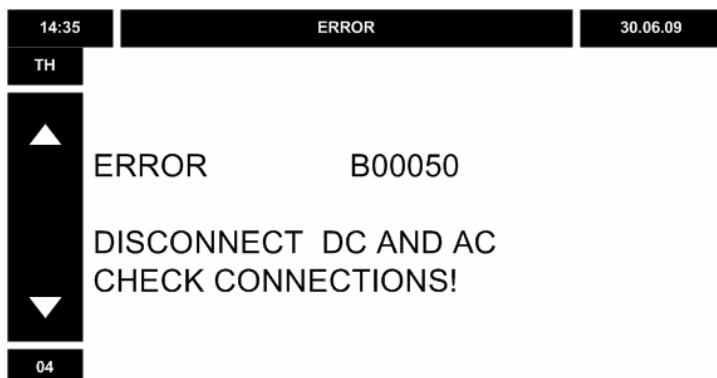 14:35 ERROR 30.06.09
TH
ERROR B00050
DISCONNECT DC AND AC
CHECK CONNECTIONS!
04